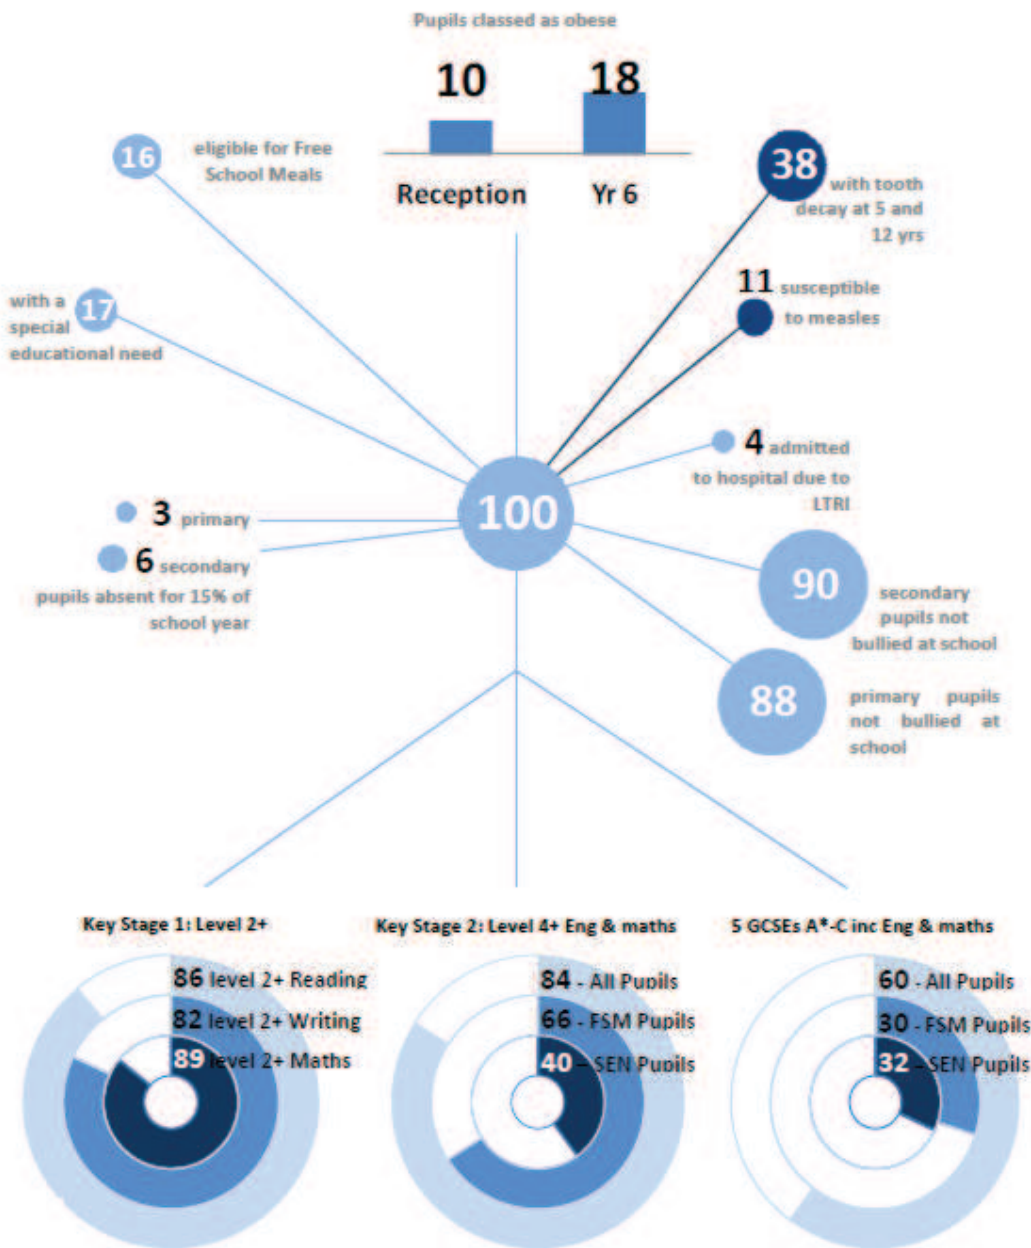 Pupils classed as obese
10
18
Reception
Yr 6
16
eligible for Free
School Meals
38
with tooth
decay at 5 and
12 yrs
17
with a
special
educational need
11 susceptible
to measles
100
4 admitted
to hospital due to
LTRI
3 primary
6 secondary
pupils absent for 15% of
school year
90
secondary
pupils not
bullied at school
88
primary pupils
not bullied at
school
Key Stage 1: Level 2+
86 level 2+ Reading
82 level 2+ Writing
89 level 2+ Maths
Key Stage 2: Level 4+ Eng & maths
84 - All Pupils
66 - FSM Pupils
40 – SEN Pupils
5 GCSEs A*-C inc Eng & maths
60 - All Pupils
30 - FSM Pupils
32 – SEN Pupils